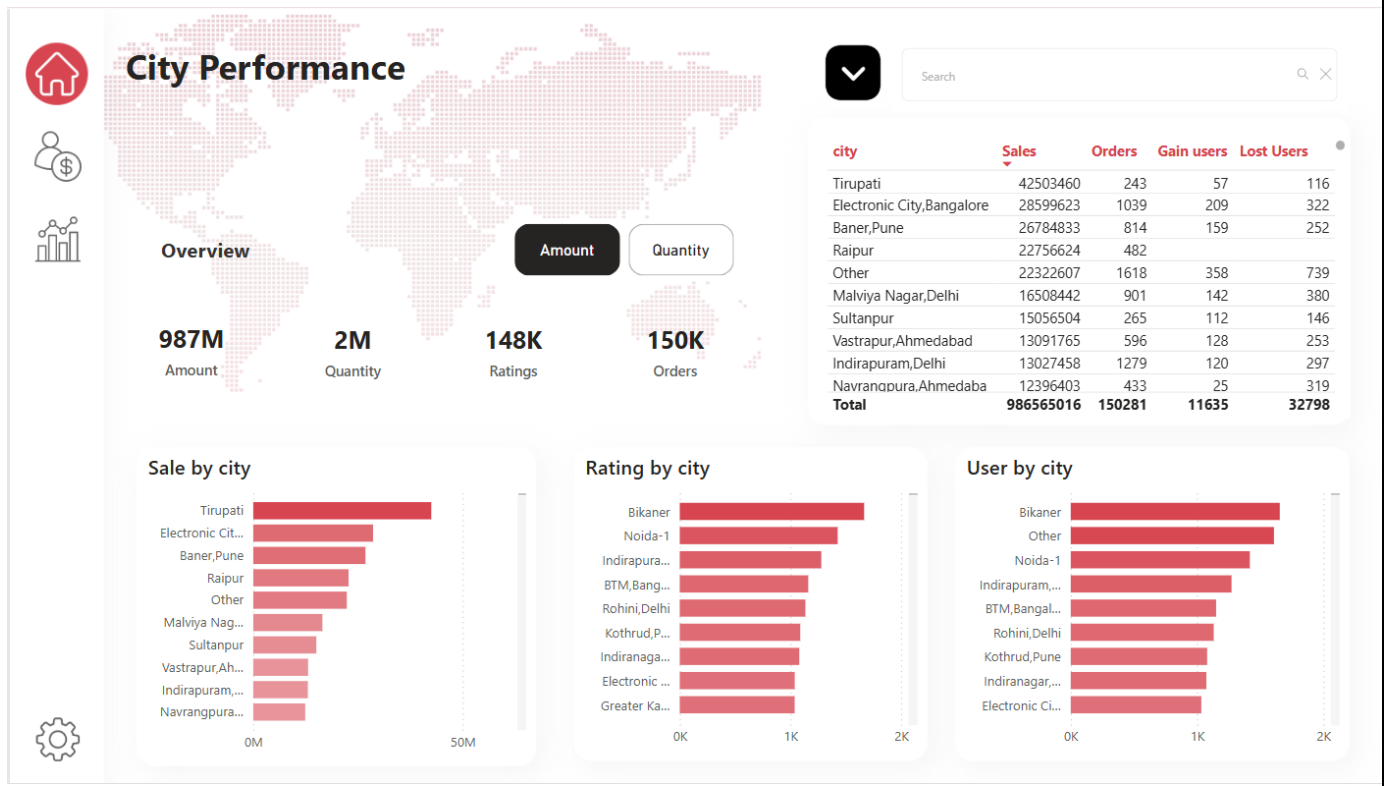 City Performance
Search
Overview
Amount
Quantity
987M
2M
148K
150K
Amount
Quantity
Ratings
Orders
city Sales Orders Gain users Lost Users
Tirupati 42503460 243 57 116
Electronic City,Bangalore 28599623 1039 209 322
Baner,Pune 26784833 814 159 252
Raipur 22756624 482
Other 22322607 1618 358 739
Malviya Nagar,Delhi 16508442 901 142 380
Sultanpur 15056504 265 112 146
Vastrapur,Ahmedabad 13091765 596 128 253
Indirapuram,Delhi 13027458 1279 120 297
Navrangpura,Ahmedaba 12396403 433 25 319
Total 986565016 150281 11635 32798
Sale by city
Tirupati
Electronic Cit...
Baner,Pune
Raipur
Other
Malviya Nag...
Sultanpur
Vastrapur,Ah...
Indirapuram,...
Navrangpura...
0M 50M
Rating by city
Bikaner
Noida-1
Indirapura...
BTM,Bang...
Rohini,Delhi
Kothrud,P...
Indiranaga...
Electronic ...
Greater Ka...
0K 1K 2K
User by city
Bikaner
Other
Noida-1
Indirapuram,...
BTM,Bangal...
Rohini,Delhi
Kothrud,Pune
Indiranagar,...
Electronic Ci...
0K 1K 2K